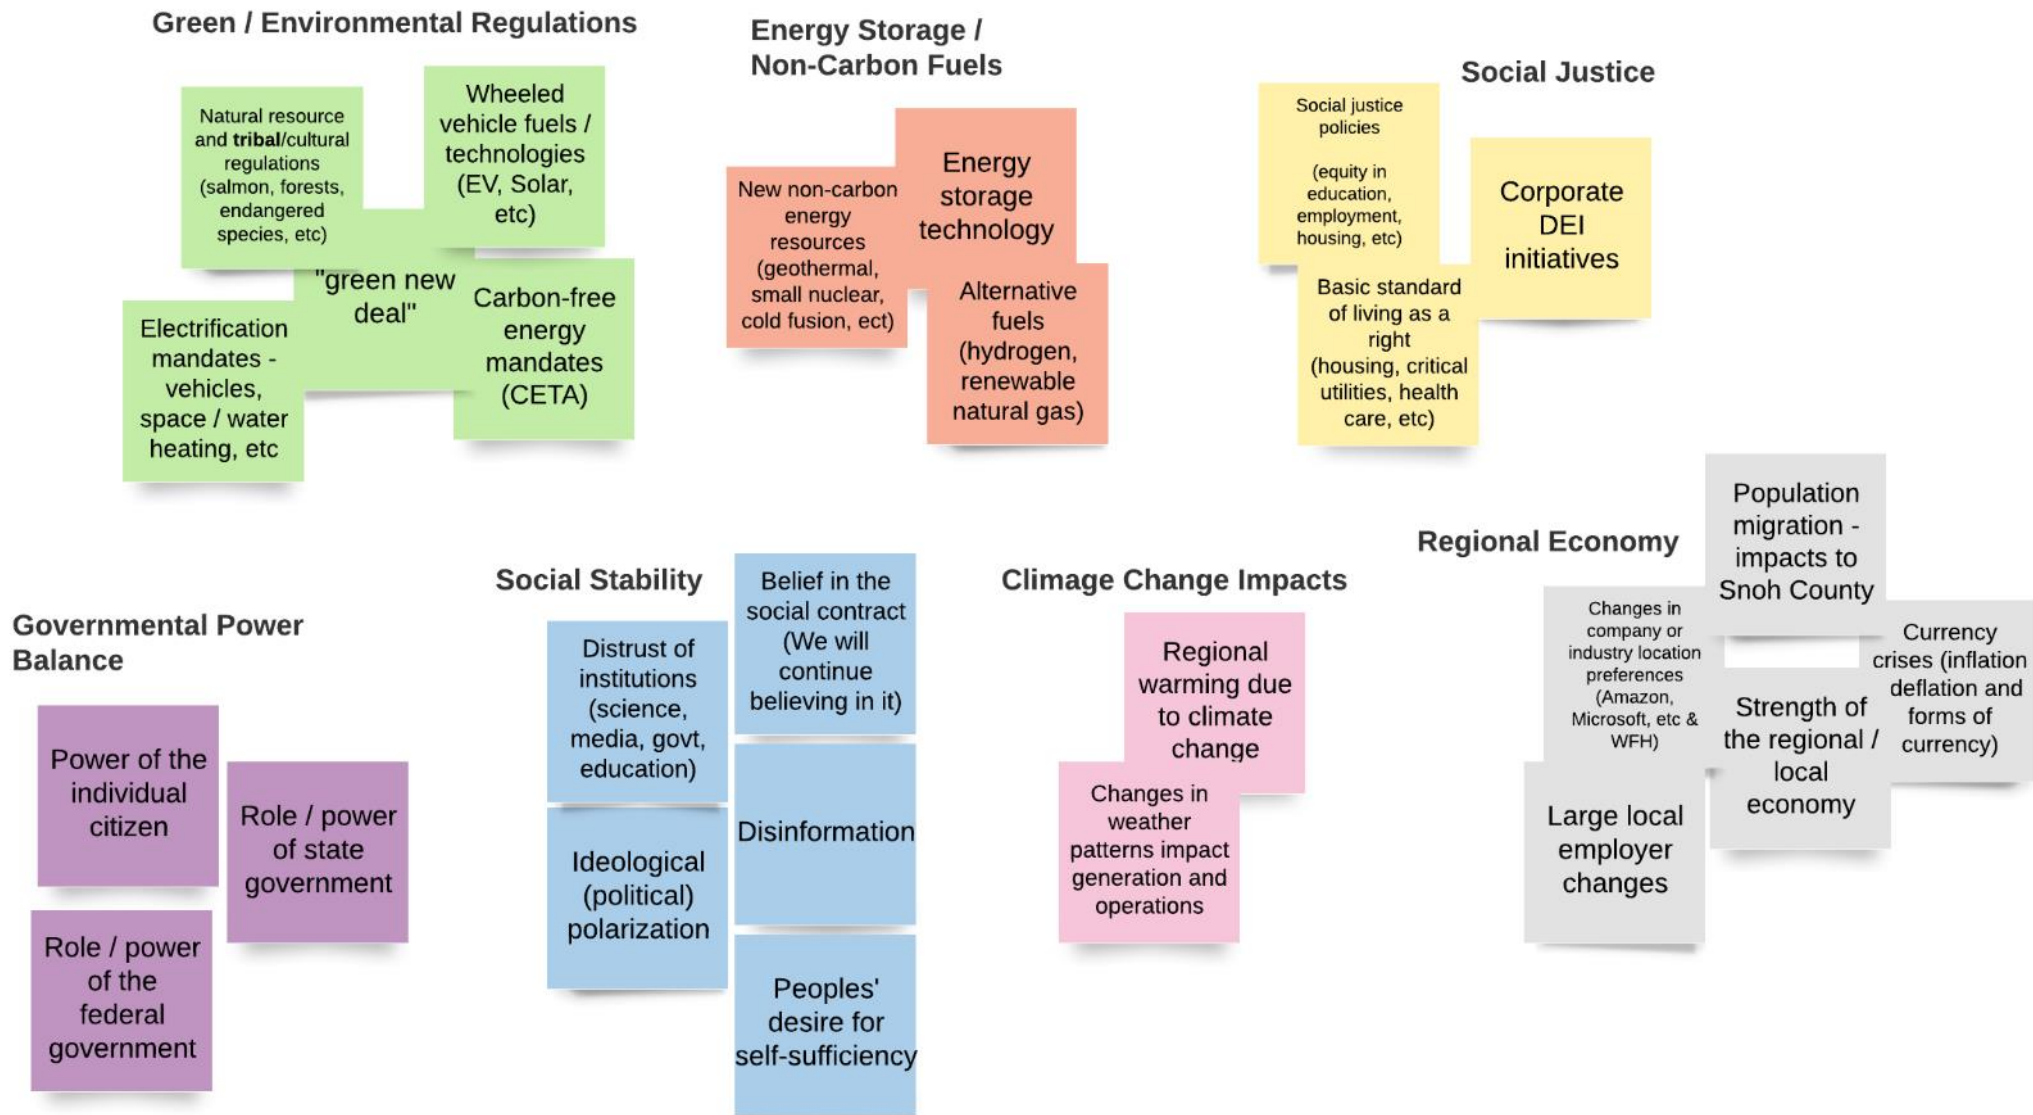 Green / Environmental Regulations
Natural resource
and tribal/cultural
regulations
(salmon, forests,
endangered
species, etc)
Wheeled
vehicle fuels /
technologies
(EV, Solar,
etc)
"green new
deal"
Electrification
mandates -
vehicles,
space / water
heating, etc
Carbon-free
energy
mandates
(CETA)
Energy Storage /
Non-Carbon Fuels
New non-carbon
energy
resources
(geothermal,
small nuclear,
cold fusion, ect)
Energy
storage
technology
Alternative
fuels
(hydrogen,
renewable
natural gas)
Social Justice
Social justice
policies
(equity in
education,
employment,
housing, etc)
Corporate
DEI
initiatives
Basic standard
of living as a
right
(housing, critical
utilities, health
care, etc)
Governmental Power
Balance
Power of the
individual
citizen
Role / power
of state
government
Role / power
of the
federal
government
Social Stability
Distrust of
institutions
(science,
media, govt,
education)
Belief in the
social contract
(We will
continue
believing in it)
Ideological
(political)
polarization
Disinformation
Peoples'
desire for
self-sufficiency
Climage Change Impacts
Regional
warming due
to climate
change
Changes in
weather
patterns impact
generation and
operations
Regional Economy
Population
migration -
impacts to
Snoh County
Changes in
company or
industry location
preferences
(Amazon,
Microsoft, etc &
WFH)
Currency
crises (inflation
deflation and
forms of
currency)
Strength of
the regional /
local
economy
Large local
employer
changes